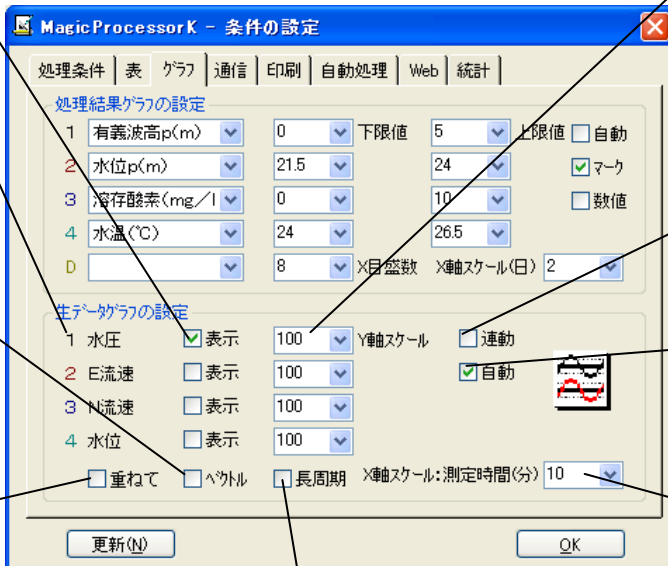 MagicProcessorK - 条件の設定
処理条件 表 グラフ 通信 印刷 自動処理 Web 統計
処理結果グラフの設定
1 有義波高p(m) 0 下限値 5 上限値 自動
2 水位p(m) 21.5 24 マーク
3 溶存酸素(mg/l 0 10 数値
4 水温(℃) 24 26.5
D 8 X目盛数 X軸スケール(日) 2
生データグラフの設定
1 水圧 表示 100 Y軸スケール 連動
2 E流速 表示 100 自動
3 N流速 表示 100
4 水位 表示 100
重ねて ベクトル 長周期 X軸スケール:測定時間(分) 10
更新(N) OK